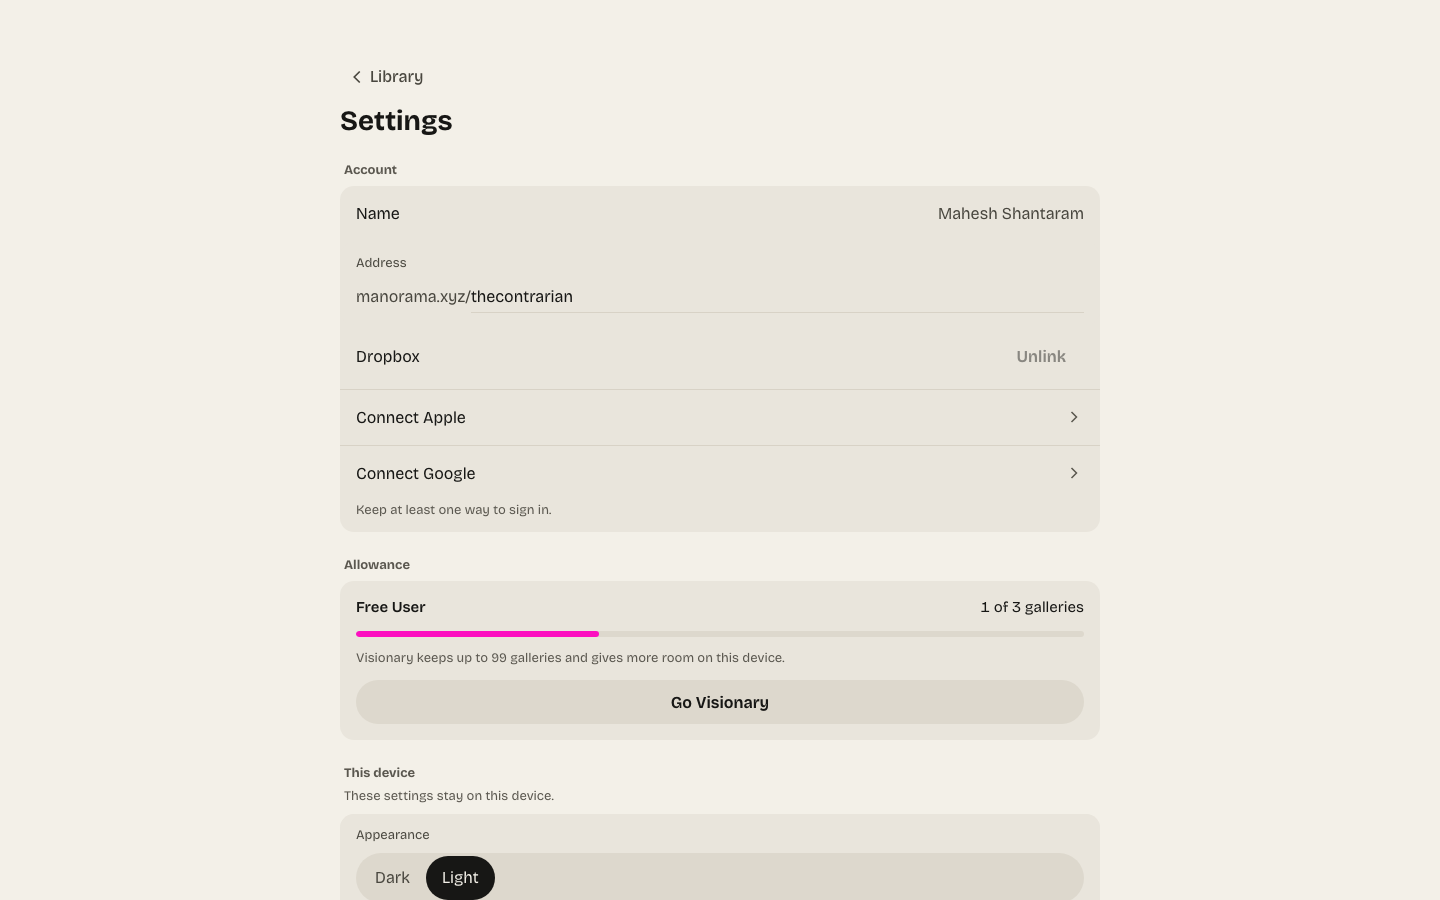 Library
Settings
Account
Name
Mahesh Shantaram
Address
manorama.xyz/thecontrarian
Dropbox
Unlink
Connect Apple
Connect Google
Keep at least one way to sign in.
Allowance
Free User
1 of 3 galleries
Visionary keeps up to 99 galleries and gives more room on this device.
Go Visionary
This device
These settings stay on this device.
Appearance
Dark
Light